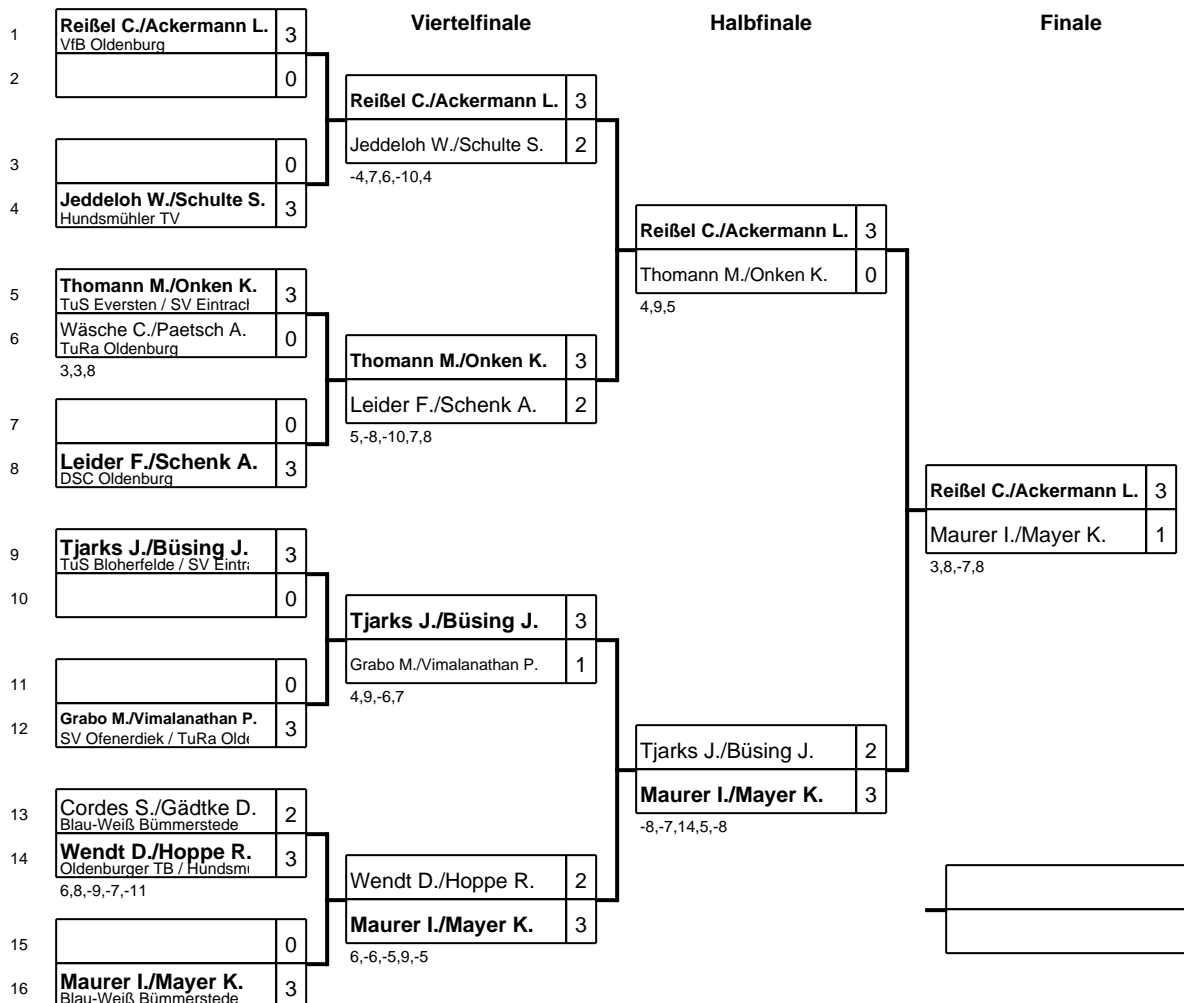 Viertelfinale
Halbfinale
Finale
1
Reißel C./Ackermann L. 3
VfB Oldenburg
2
0
3
0
4
Jeddeloh W./Schulte S. 3
Hundsmühler TV
5
Thomann M./Onken K. 3
TuS Eversten / SV Eintracl
6
Wäsche C./Paetsch A. 0
TuRa Oldenburg
3,3,8
7
0
8
Leider F./Schenk A. 3
DSC Oldenburg
9
Tjarks J./Büsing J. 3
TuS Bloherfelde / SV Eintra
10
0
11
0
12
Grabo M./Vimalanathan P. 3
SV Ofenerdiek / TuRa Olde
13
Cordes S./Gädtke D. 2
Blau-Weiß Bümmerstede
14
Wendt D./Hoppe R. 3
Oldenburger TB / Hundsmü
6,8,-9,-7,-11
15
0
16
Maurer I./Mayer K. 3
Blau-Weiß Bümmerstede
Reißel C./Ackermann L. 3
Jeddeloh W./Schulte S. 2
-4,7,6,-10,4
Thomann M./Onken K. 3
Leider F./Schenk A. 2
5,-8,-10,7,8
Tjarks J./Büsing J. 3
Grabo M./Vimalanathan P. 1
4,9,-6,7
Wendt D./Hoppe R. 2
Maurer I./Mayer K. 3
6,-6,-5,9,-5
Reißel C./Ackermann L. 3
Thomann M./Onken K. 0
4,9,5
Tjarks J./Büsing J. 2
Maurer I./Mayer K. 3
-8,-7,14,5,-8
Reißel C./Ackermann L. 3
Maurer I./Mayer K. 1
3,8,-7,8